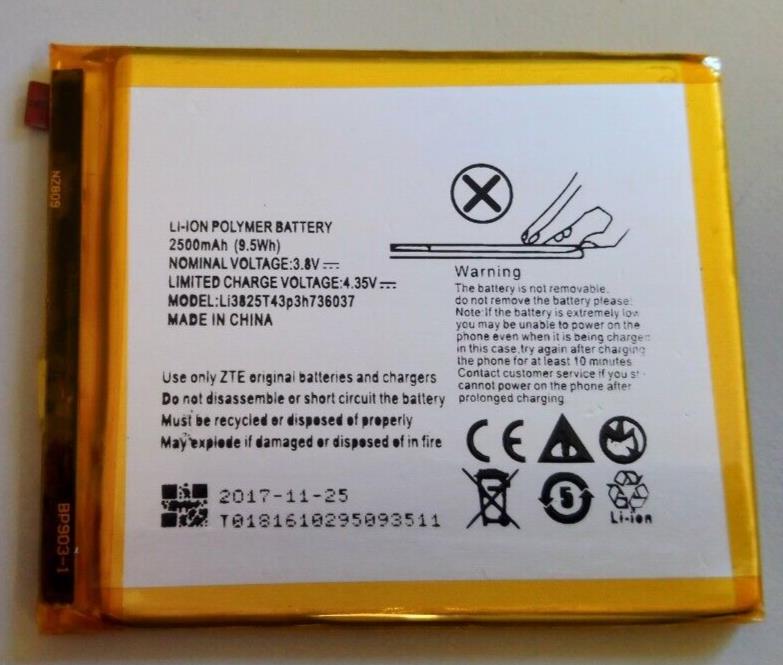 LI-ION POLYMER BATTERY
2500mAh (9.5Wh)
NOMINAL VOLTAGE:3.8V
LIMITED CHARGE VOLTAGE:4.35V
MODEL:Li3825T43p3h736037
MADE IN CHINA
Warning
The battery is not removable.
do not remove the battery please.
Note:If the battery is extremely low
you may be unable to power on the
phone even when it is being charge
in this case,try again after charging
the phone for at least 10 minutes.
Contact customer service if you
cannot power on the phone after
prolonged charging.
Use only ZTE original batteries and chargers
Do not disassemble or short circuit the battery
Must be recycled or disposed of properly
May explode if damaged or disposed of in fire
2017-11-25
T0181610295093511
CE
5
Li-ion
NZ809
BP903-1